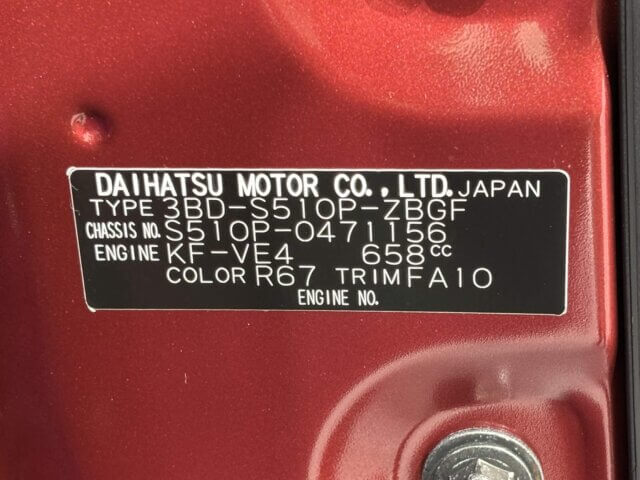 DAIHATSU MOTOR CO., LTD. JAPAN
TYPE 3BD-S510P-ZBGF
CHASSIS NO. S510P-0471156
ENGINE KF-VE4 658cc
COLOR R67 TRIM FA10
ENGINE NO.